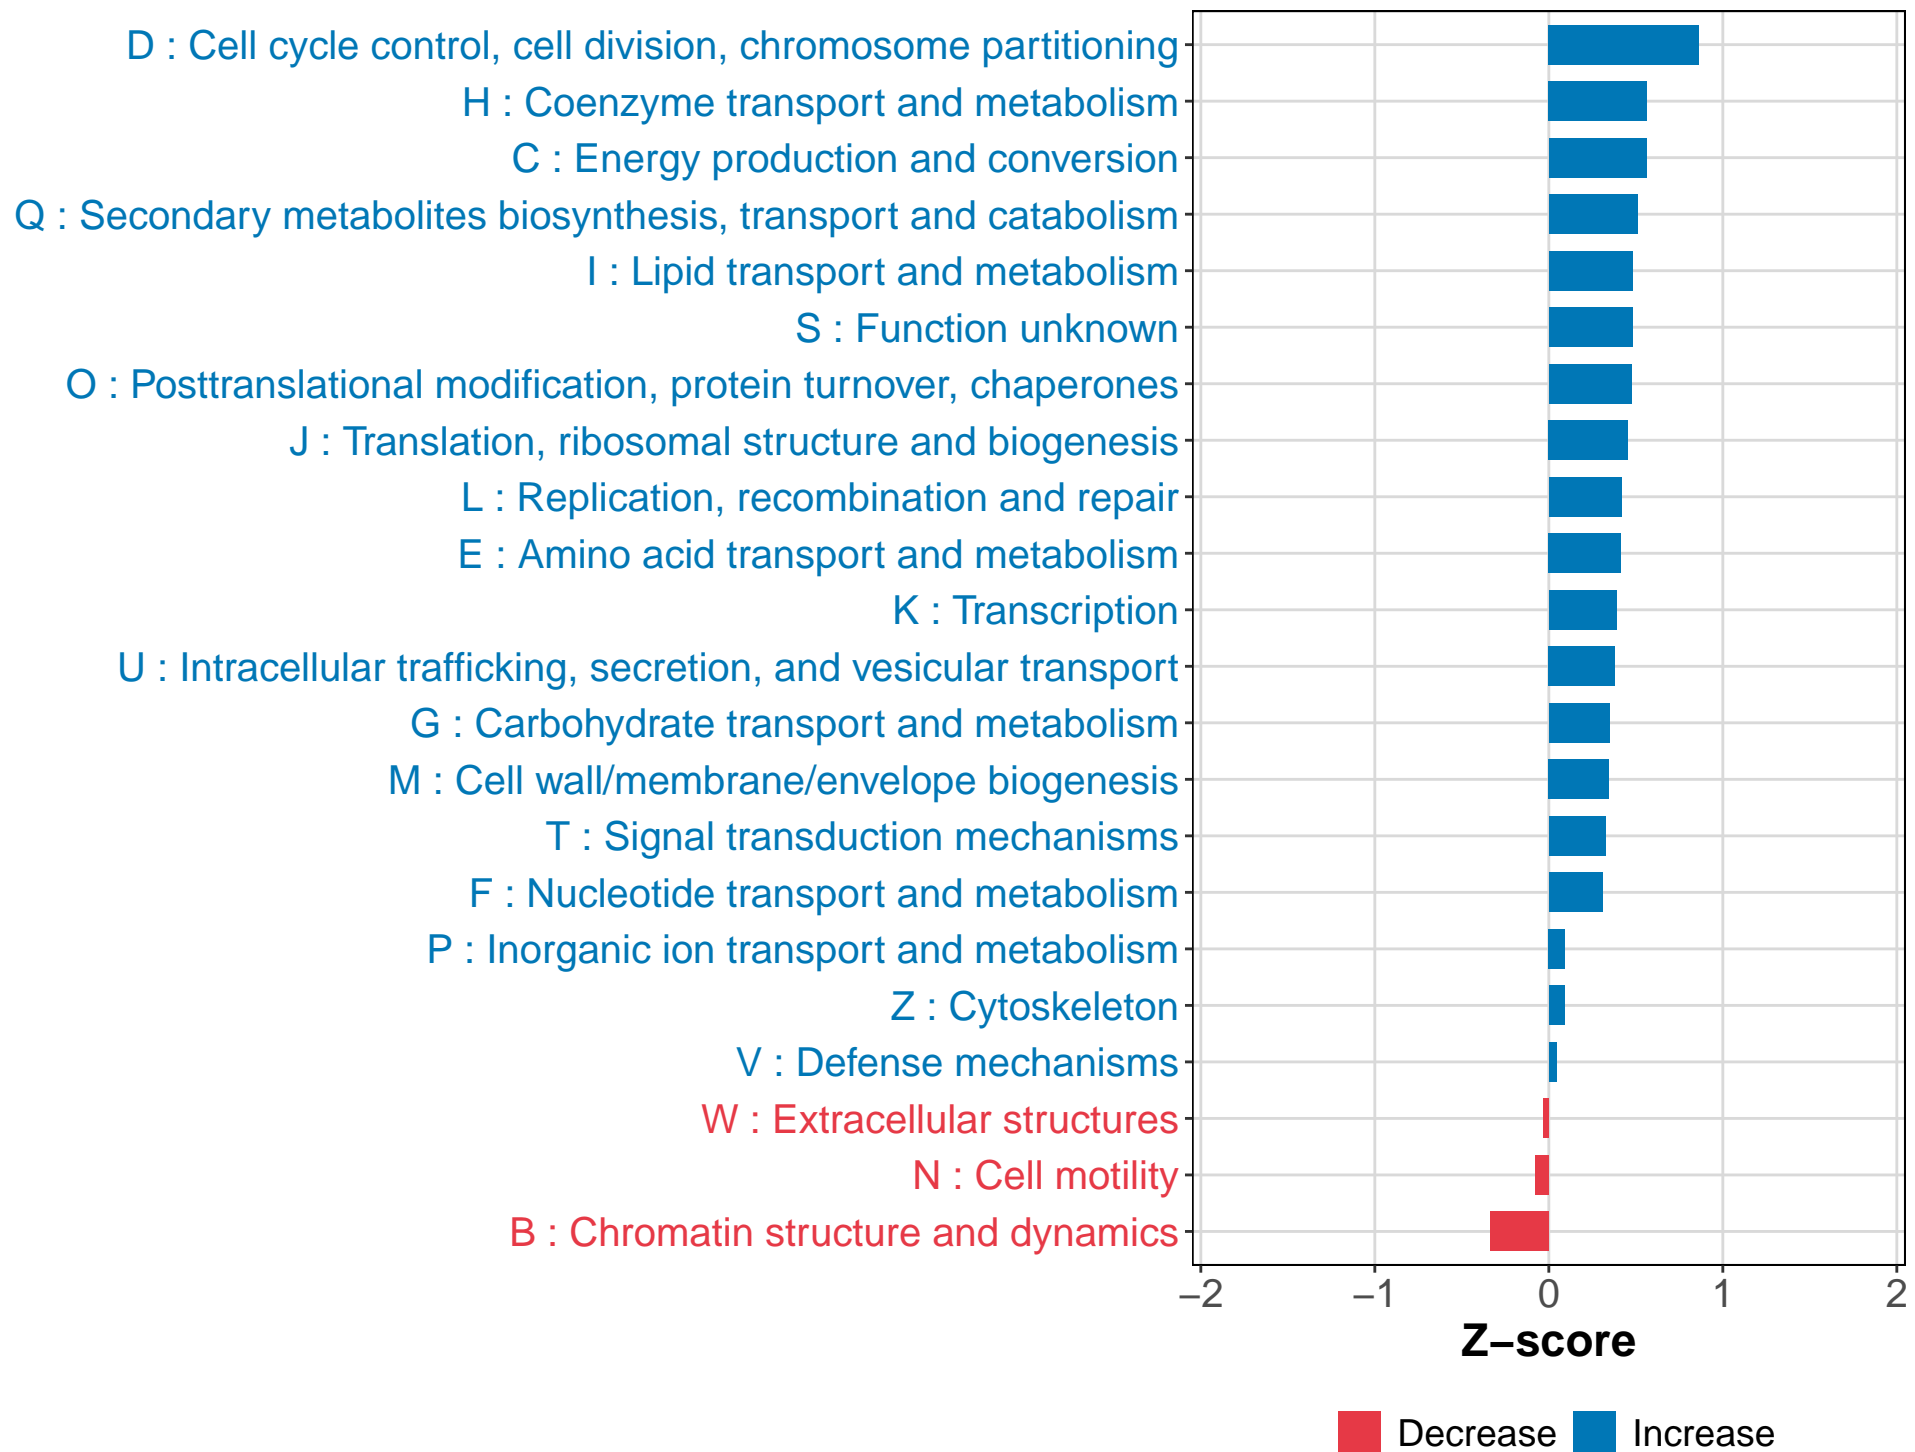 D : Cell cycle control, cell division, chromosome partitioning
H : Coenzyme transport and metabolism
C : Energy production and conversion
Q : Secondary metabolites biosynthesis, transport and catabolism
I : Lipid transport and metabolism
S : Function unknown
O : Posttranslational modification, protein turnover, chaperones
J : Translation, ribosomal structure and biogenesis
L : Replication, recombination and repair
E : Amino acid transport and metabolism
K : Transcription
U : Intracellular trafficking, secretion, and vesicular transport
G : Carbohydrate transport and metabolism
M : Cell wall/membrane/envelope biogenesis
T : Signal transduction mechanisms
F : Nucleotide transport and metabolism
P : Inorganic ion transport and metabolism
Z : Cytoskeleton
V : Defense mechanisms
W : Extracellular structures
N : Cell motility
B : Chromatin structure and dynamics
−2 −1 0 1 2
Z−score
Decrease Increase